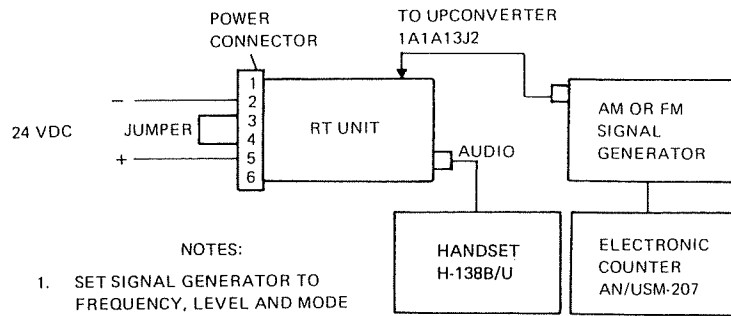 POWER
CONNECTOR
TO UPCONVERTER
1A1A13J2
1
2
3
4
5
6
–
24 VDC
JUMPER
+
RT UNIT
AUDIO
AM OR FM
SIGNAL
GENERATOR
HANDSET
H-138B/U
ELECTRONIC
COUNTER
AN/USM-207
NOTES:
1. SET SIGNAL GENERATOR TO
FREQUENCY, LEVEL AND MODE